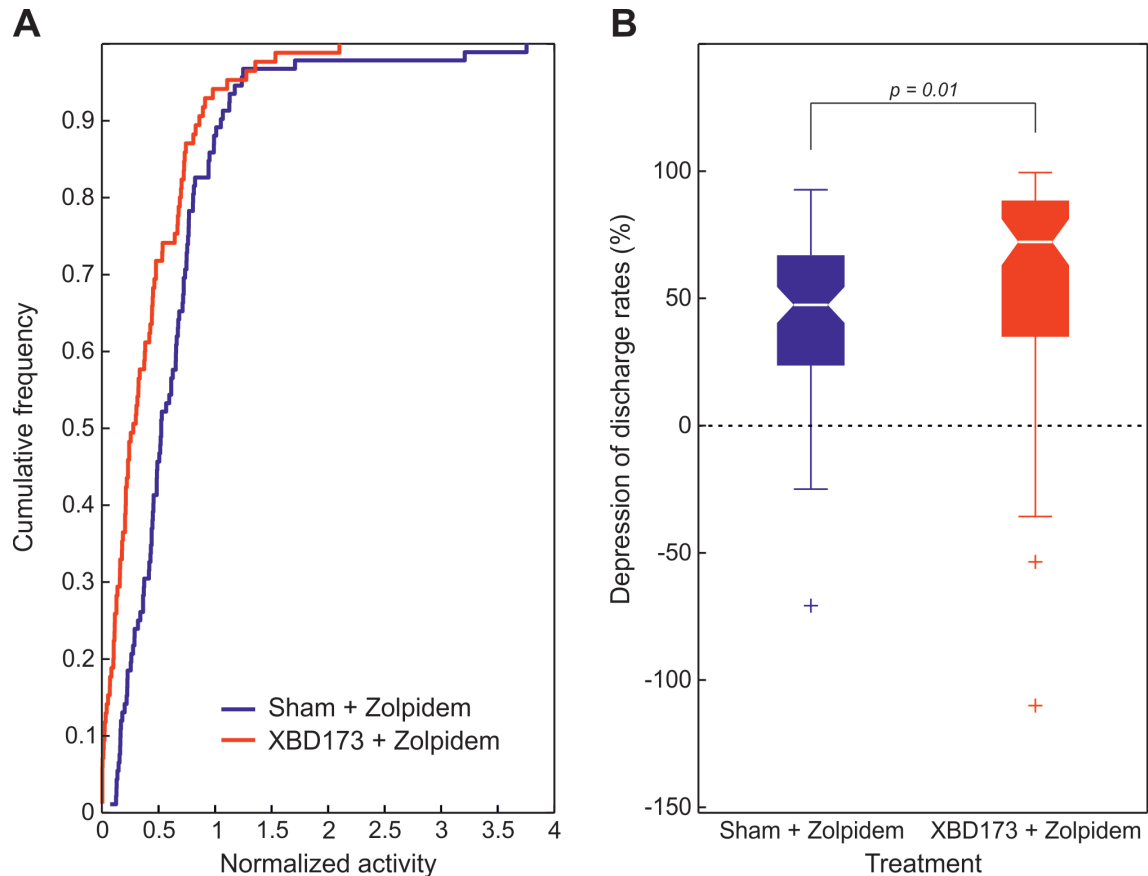 A
Cumulative frequency
0.9
0.8
0.7
0.6
0.5
0.4
0.3
0.2
0.1
0
Sham + Zolpidem
XBD173 + Zolpidem
0 0.5 1 1.5 2 2.5 3 3.5 4
Normalized activity
B
Depression of discharge rates (%)
p = 0.01
100
50
0
-50
-100
-150
Sham + Zolpidem XBD173 + Zolpidem
Treatment